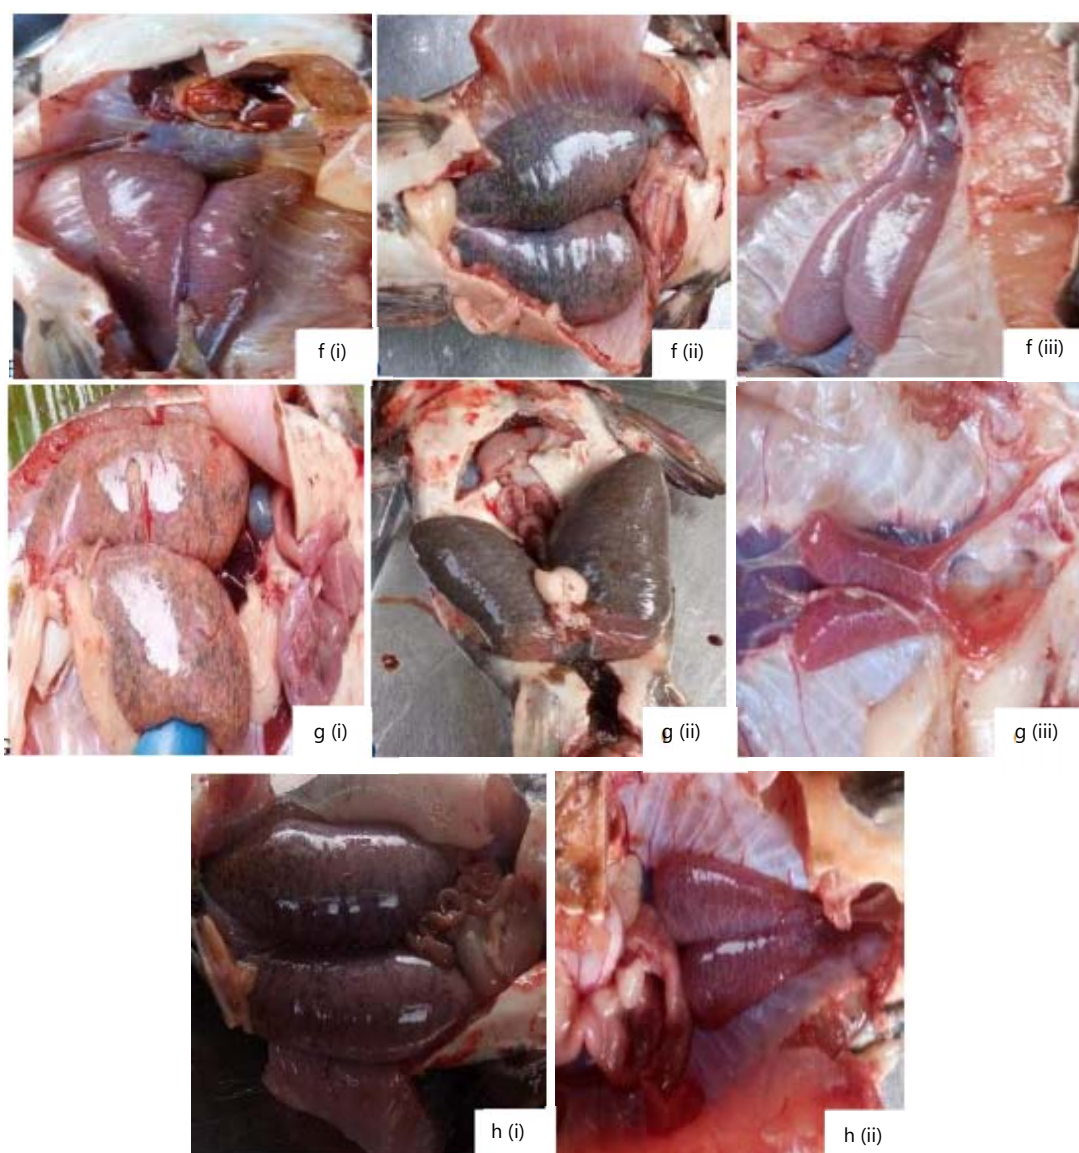 f (i)
f (ii)
f (iii)
g (i)
g (ii)
g (iii)
h (i)
h (ii)